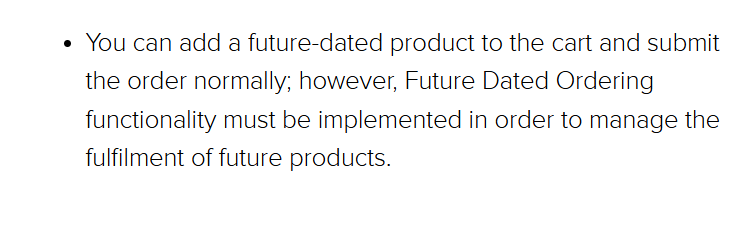 • You can add a future-dated product to the cart and submit
the order normally; however, Future Dated Ordering
functionality must be implemented in order to manage the
fulfilment of future products.